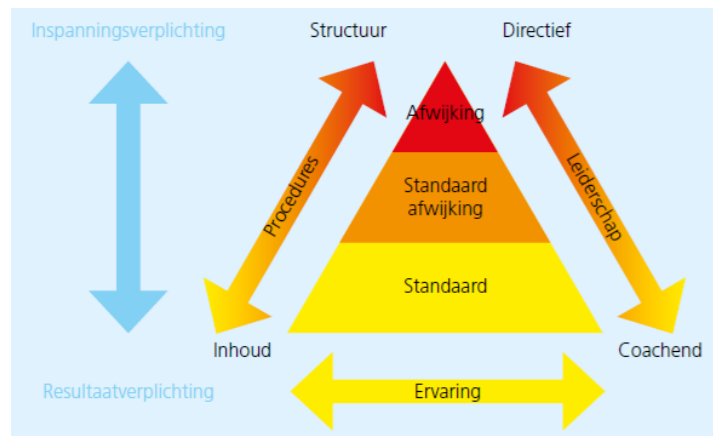 Inspanningsverplichting
Structuur
Directief
Afwijking
Procedures
Leiderschap
Standaard
afwijking
Standaard
Inhoud
Coachend
Resultaatverplichting
Ervaring